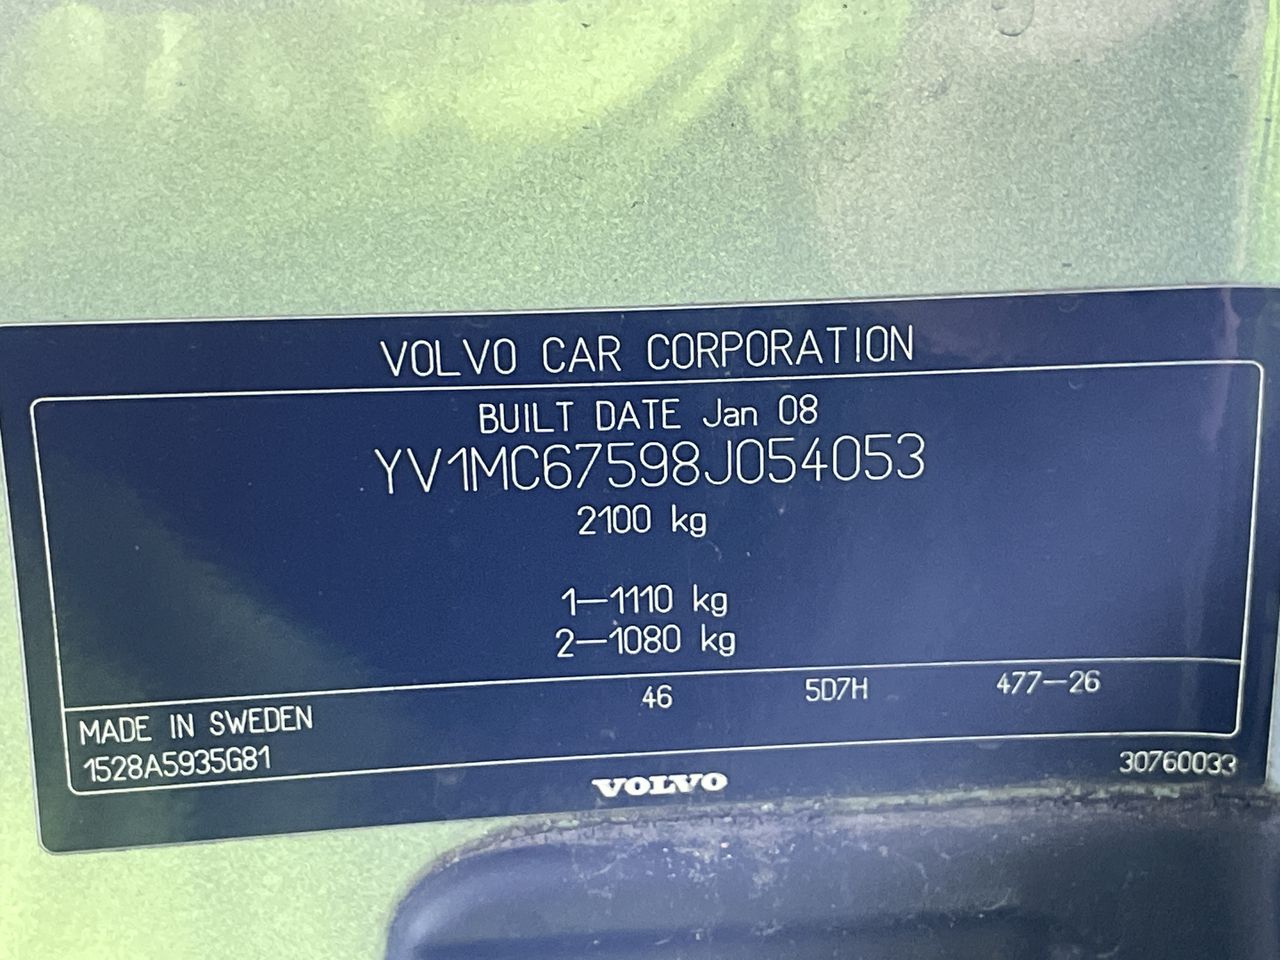 VOLVO CAR CORPORATION
BUILT DATE Jan 08
YV1MC67598J054053
2100 kg
1—1110 kg
2—1080 kg
46 5D7H 477—26
MADE IN SWEDEN
1528A5935G81
30760033
VOLVO